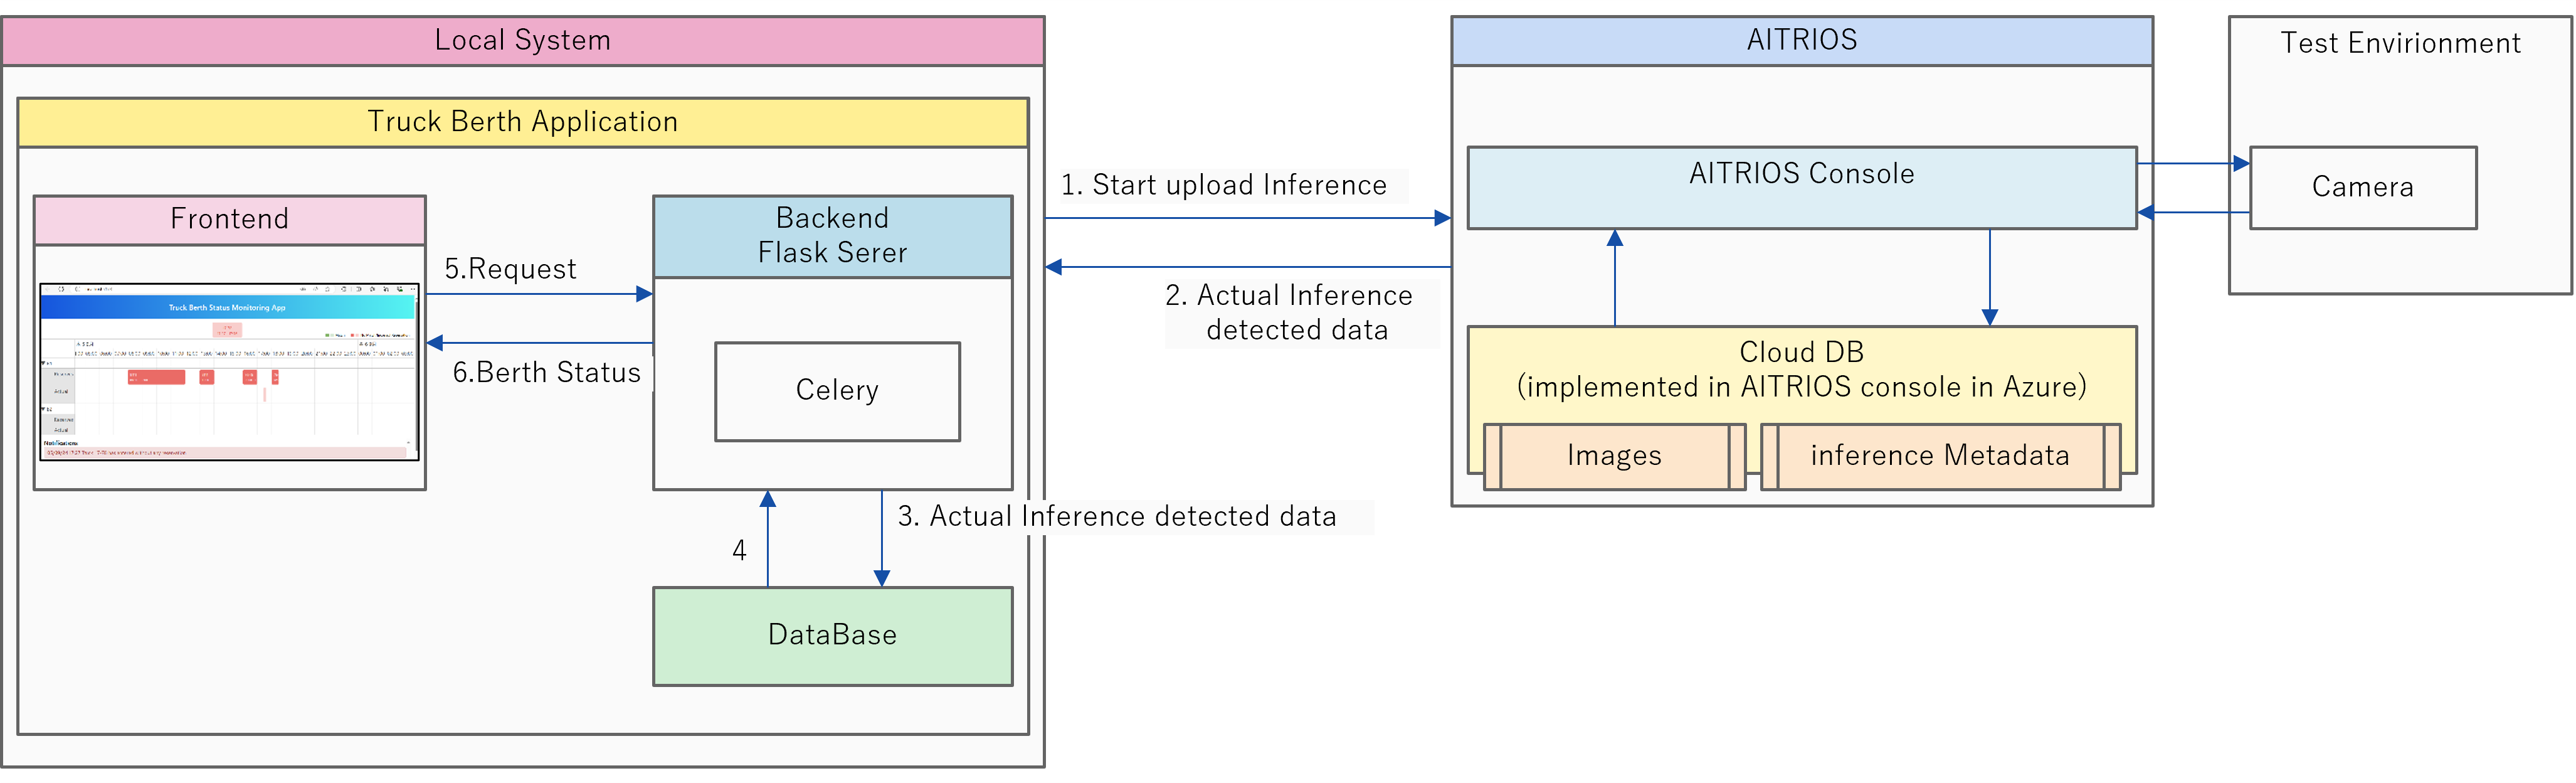 Local System
Truck Berth Application
Frontend
Truck Berth Status Monitoring App
Notifications
5.Request
6.Berth Status
Backend
Flask Serer
Celery
4
3. Actual Inference detected data
DataBase
1. Start upload Inference
2. Actual Inference
detected data
AITRIOS
AITRIOS Console
Cloud DB
(implemented in AITRIOS console in Azure)
Images
inference Metadata
Test Envirionment
Camera